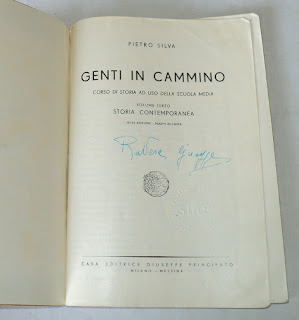 PIETRO SILVA
GENTI IN CAMMINO
CORSO DI STORIA AD USO DELLA SCUOLA MEDIA
VOLUME TERZO
STORIA CONTEMPORANEA
CASA EDITRICE GIUSEPPE PRINCIPATO
MILANO - MESSINA